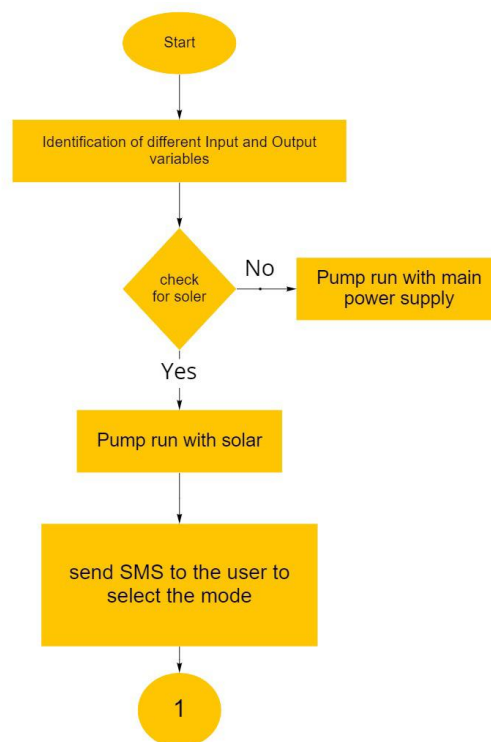 Start
Identification of different Input and Output
variables
check
for soler
No
Pump run with main
power supply
Yes
Pump run with solar
send SMS to the user to
select the mode
1